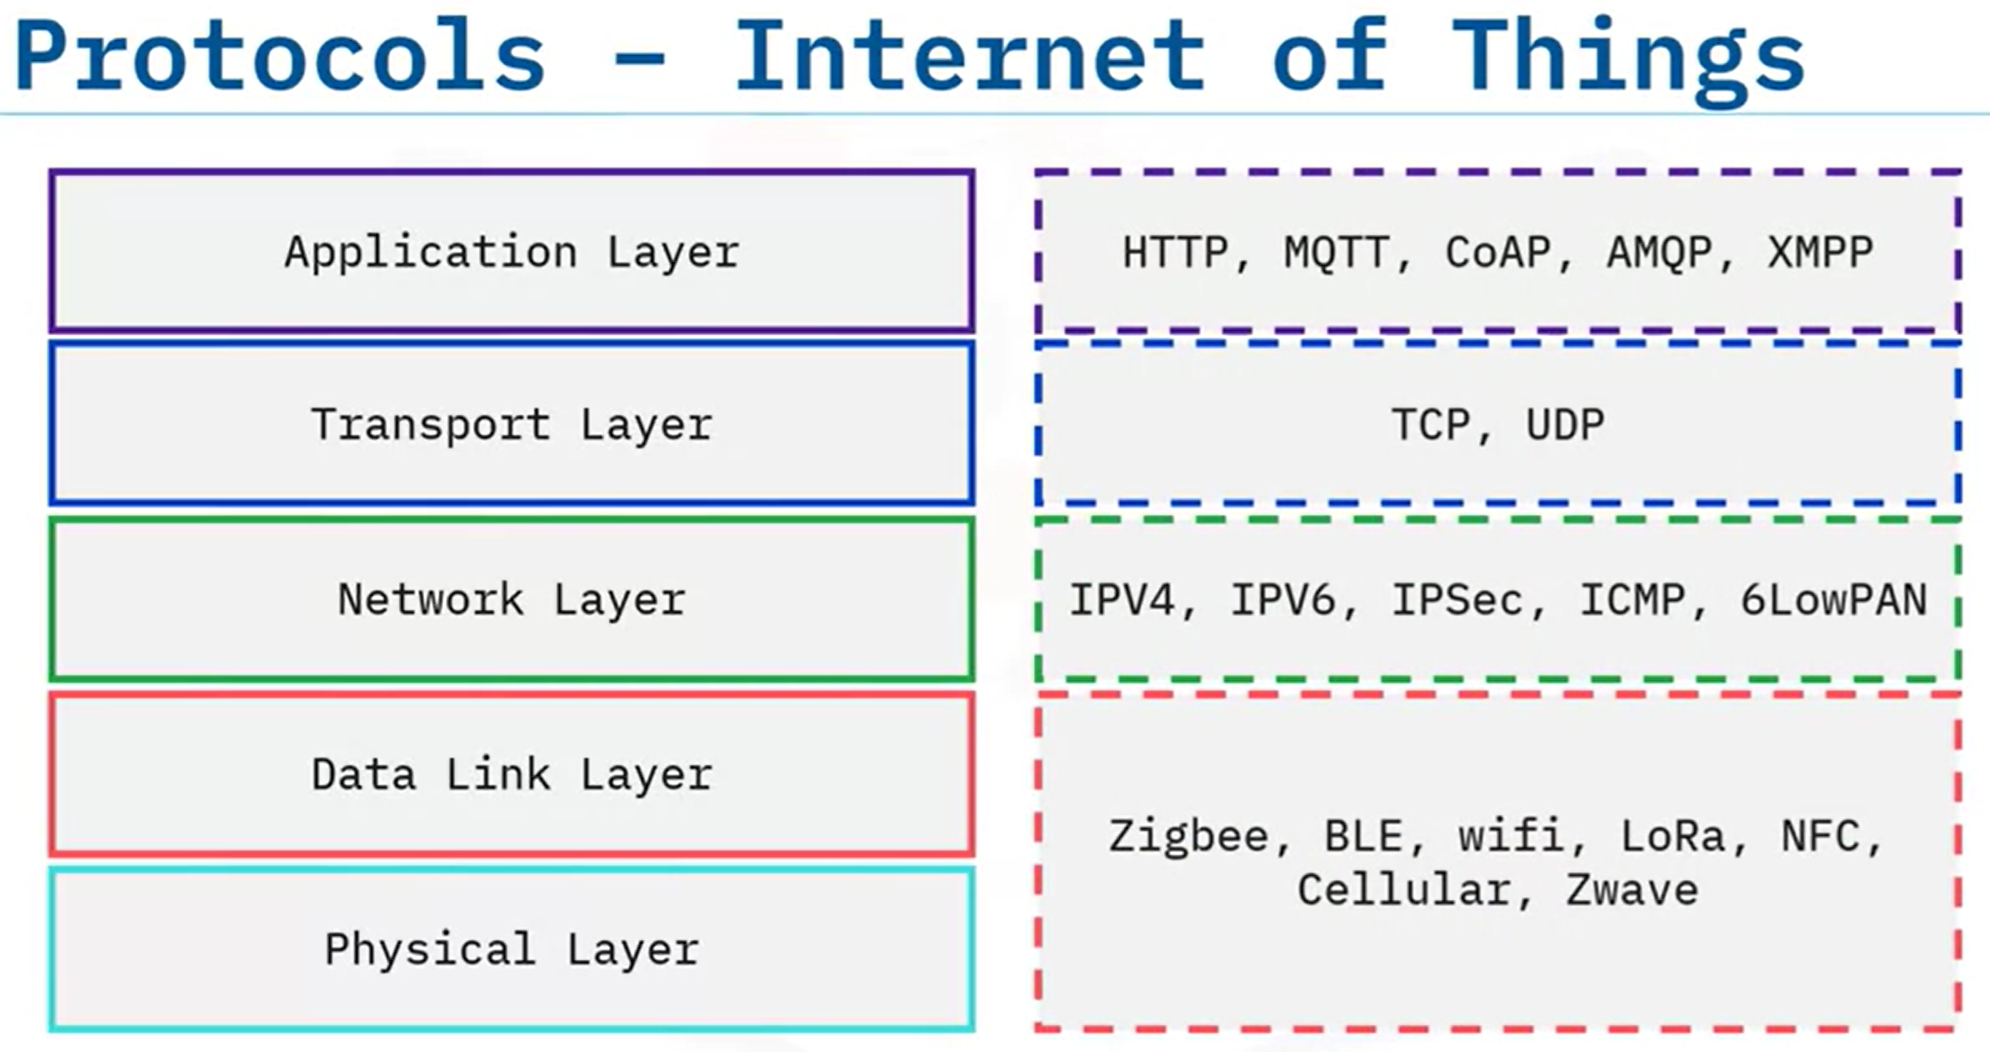 Protocols – Internet of Things
Application Layer
HTTP, MQTT, CoAP, AMQP, XMPP
Transport Layer
TCP, UDP
Network Layer
IPV4, IPV6, IPSec, ICMP, 6LowPAN
Data Link Layer
Zigbee, BLE, wifi, LoRa, NFC,
Cellular, Zwave
Physical Layer